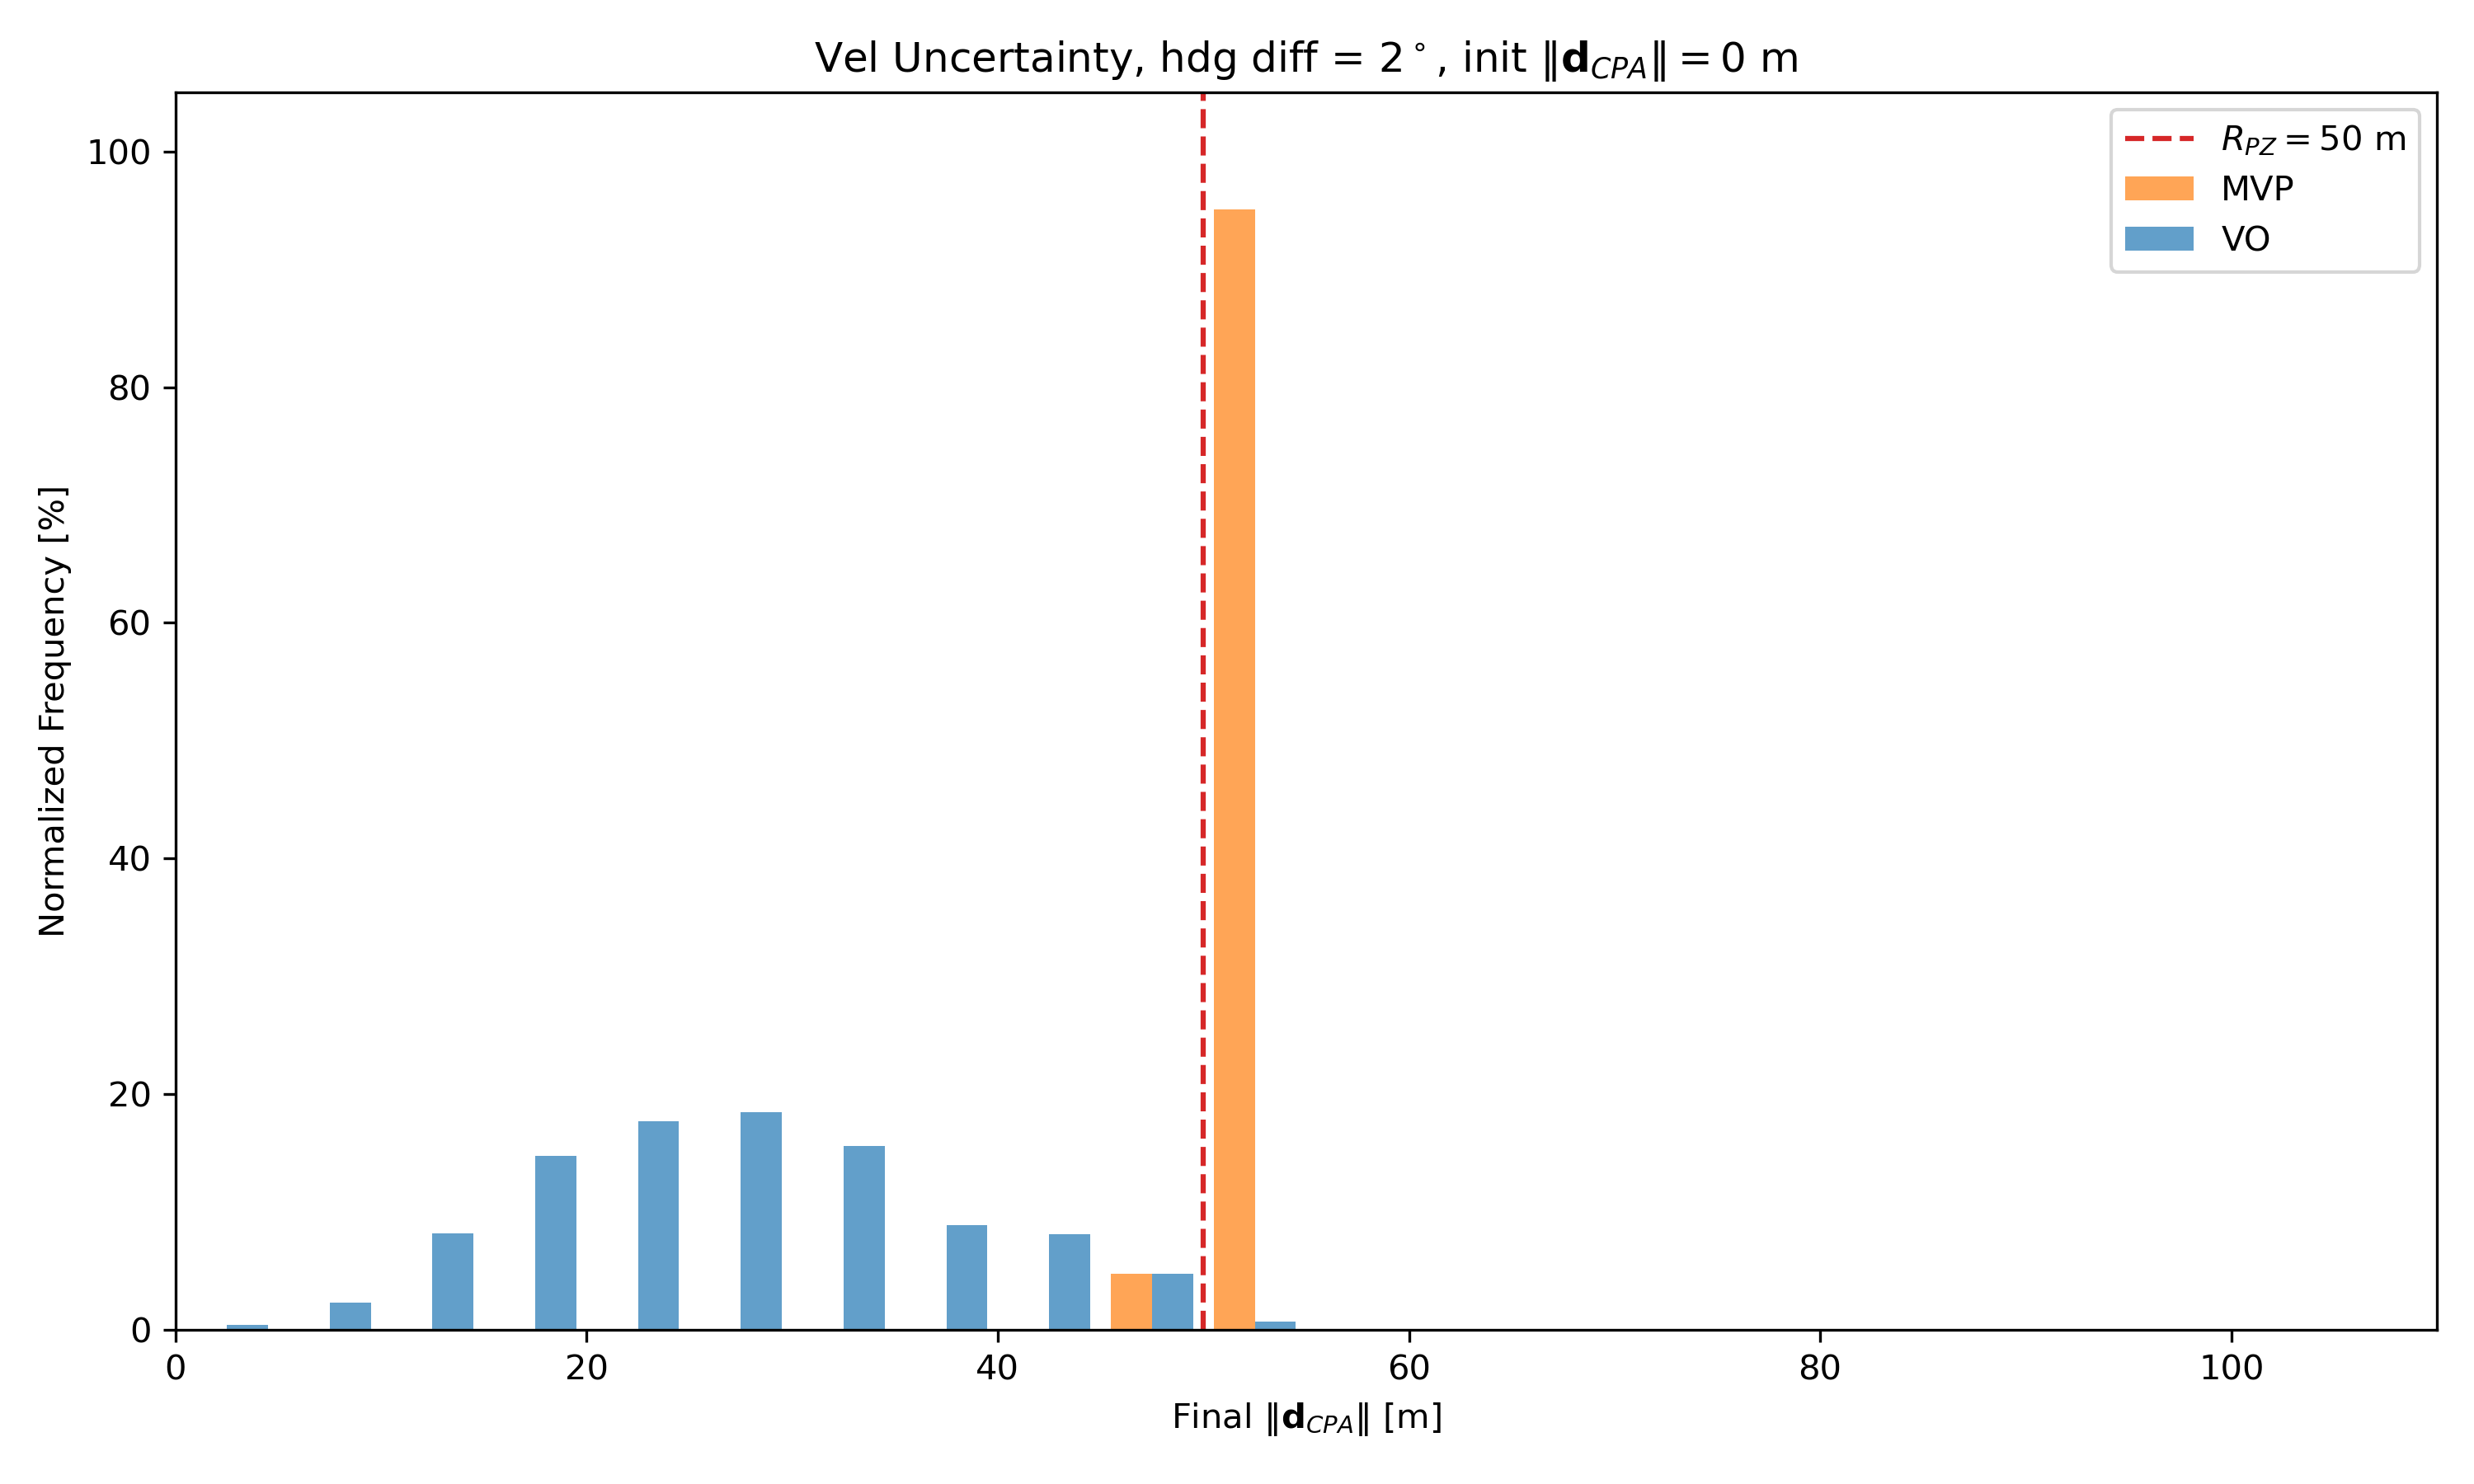 Vel Uncertainty, hdg diff = 2°, init ‖d_CPA‖ = 0 m
R_PZ = 50 m
MVP
VO
100
80
60
40
20
0
Normalized Frequency [%]
0 20 40 60 80 100
Final ‖d_CPA‖ [m]